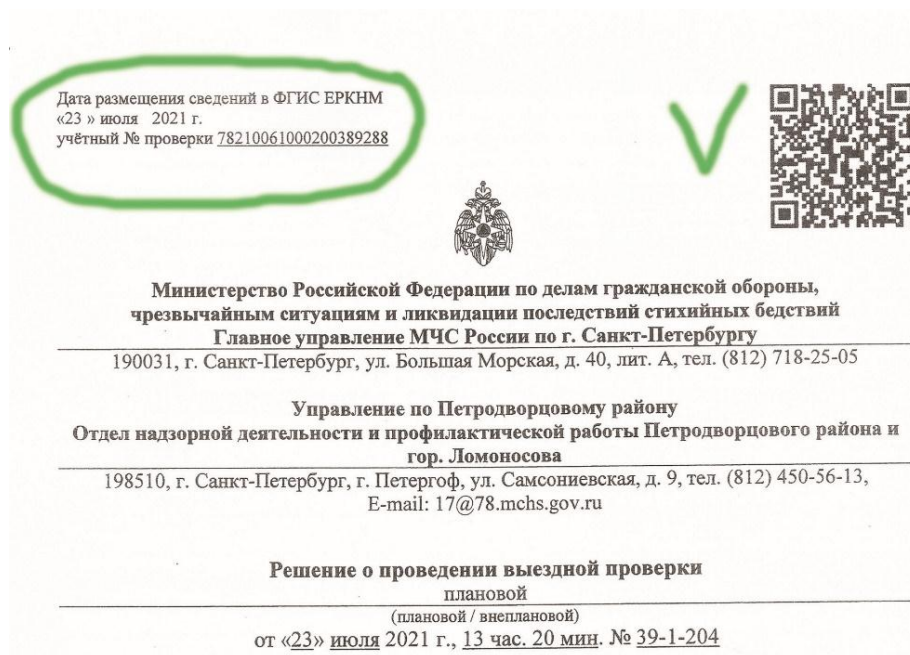 Дата размещения сведений в ФГИС ЕРКНМ
«23 » июля 2021 г.
учётный № проверки 78210061000200389288
Министерство Российской Федерации по делам гражданской обороны,
чрезвычайным ситуациям и ликвидации последствий стихийных бедствий
Главное управление МЧС России по г. Санкт-Петербургу
190031, г. Санкт-Петербург, ул. Большая Морская, д. 40, лит. А, тел. (812) 718-25-05
Управление по Петродворцовому району
Отдел надзорной деятельности и профилактической работы Петродворцового района и
гор. Ломоносова
198510, г. Санкт-Петербург, г. Петергоф, ул. Самсониевская, д. 9, тел. (812) 450-56-13,
E-mail: 17@78.mchs.gov.ru
Решение о проведении выездной проверки
плановой
(плановой / внеплановой)
от «23» июля 2021 г., 13 час. 20 мин. № 39-1-204